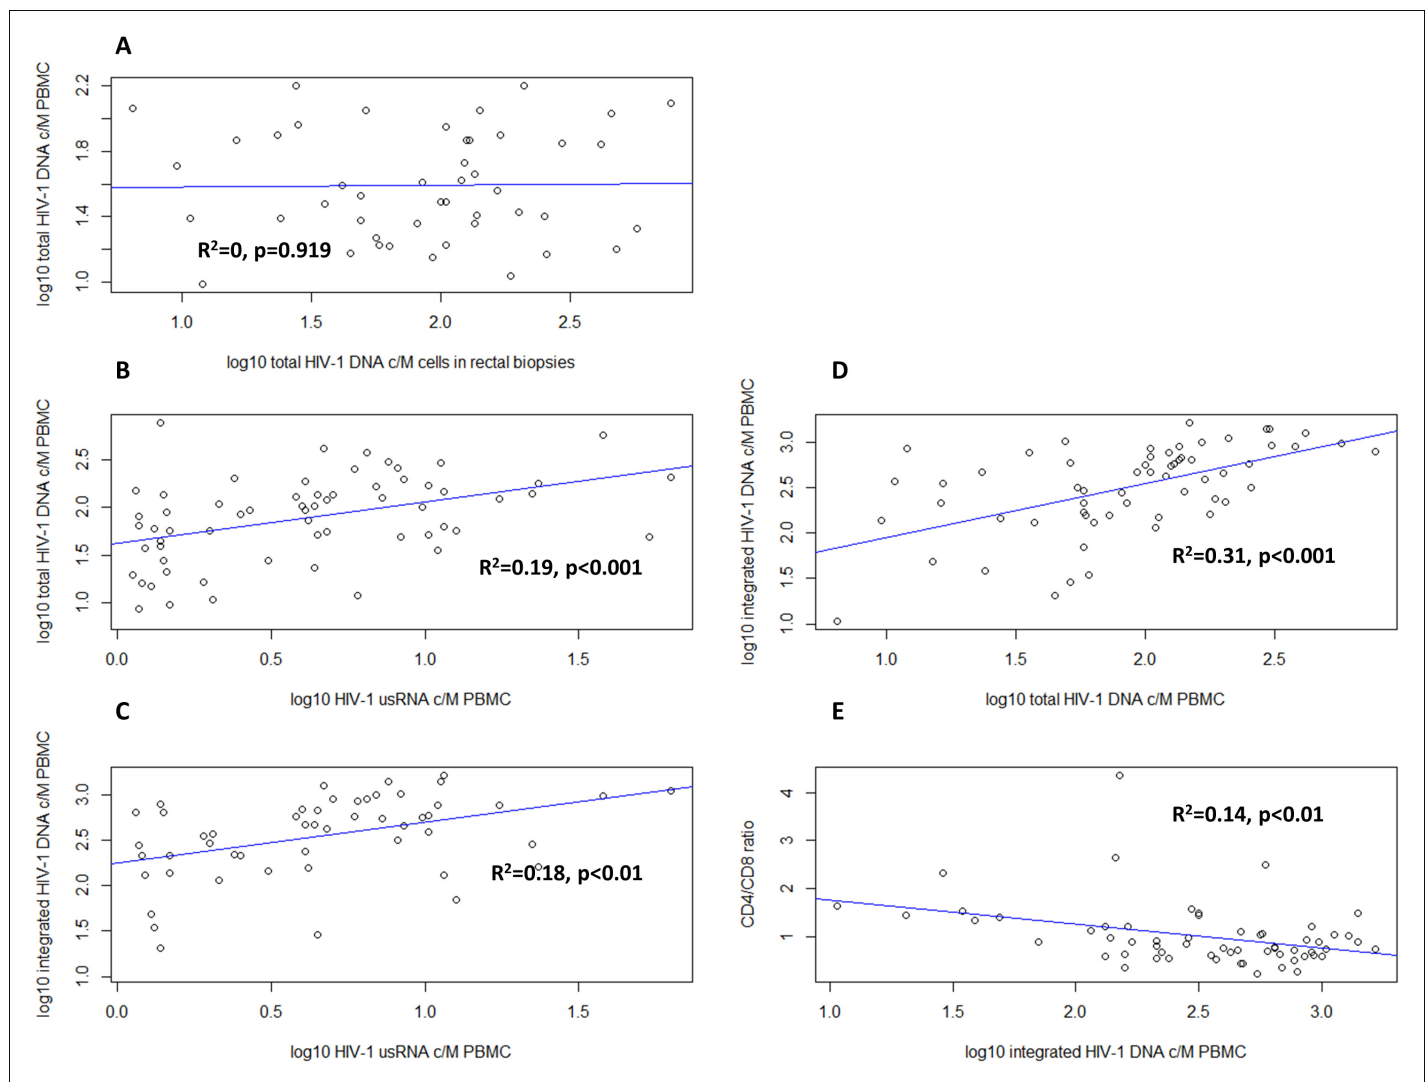 A
log10 total HIV-1 DNA c/M PBMC
2.2
1.8
1.4
1.0
R²=0, p=0.919
1.0 1.5 2.0 2.5
log10 total HIV-1 DNA c/M cells in rectal biopsies
B
log10 total HIV-1 DNA c/M PBMC
2.5
2.0
1.5
1.0
R²=0.19, p<0.001
0.0 0.5 1.0 1.5
log10 HIV-1 usRNA c/M PBMC
C
log10 integrated HIV-1 DNA c/M PBMC
3.0
2.5
2.0
1.5
1.0
R²=0.18, p<0.01
0.0 0.5 1.0 1.5
log10 HIV-1 usRNA c/M PBMC
D
log10 integrated HIV-1 DNA c/M PBMC
3.0
2.5
2.0
1.5
1.0
R²=0.31, p<0.001
1.0 1.5 2.0 2.5
log10 total HIV-1 DNA c/M PBMC
E
CD4/CD8 ratio
4
3
2
1
R²=0.14, p<0.01
1.0 1.5 2.0 2.5 3.0
log10 integrated HIV-1 DNA c/M PBMC